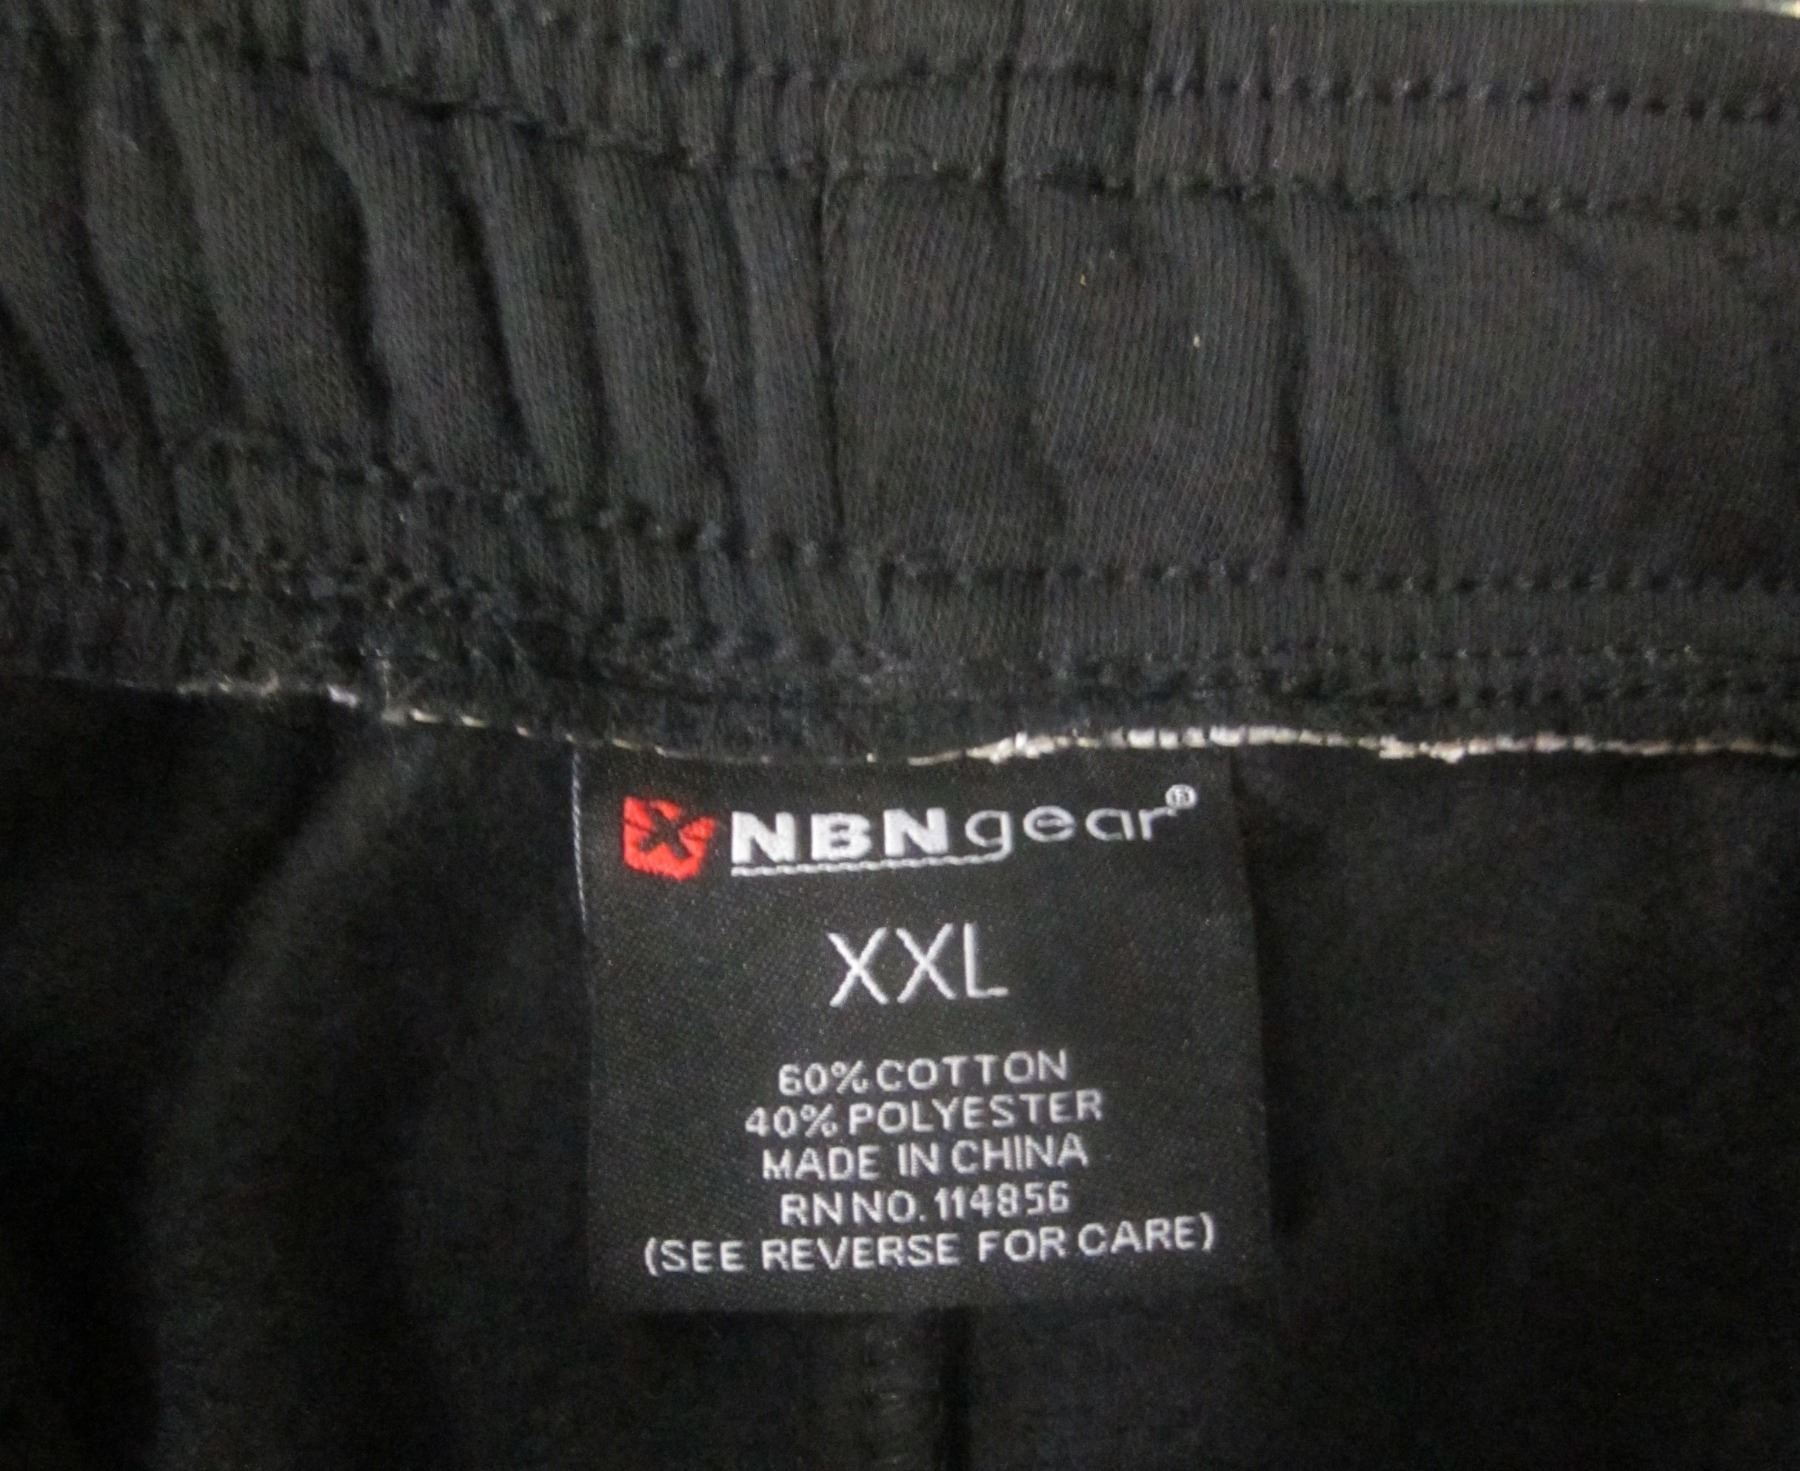 NBNgear®
XXL
60% COTTON
40% POLYESTER
MADE IN CHINA
RN NO. 114856
(SEE REVERSE FOR CARE)